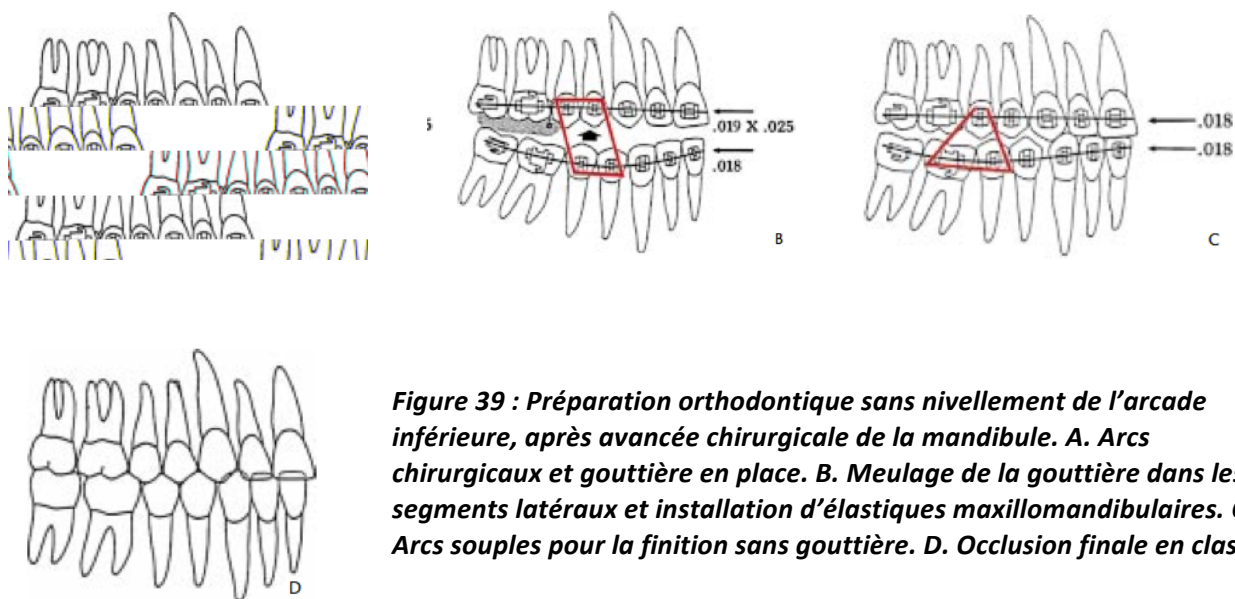 .019 X .025
.018
B
.018
.018
C
D
Figure 39 : Préparation orthodontique sans nivellement de l’arcade
inférieure, après avancée chirurgicale de la mandibule. A. Arcs
chirurgicaux et gouttière en place. B. Meulage de la gouttière dans les
segments latéraux et installation d’élastiques maxillomandibulaires.
Arcs souples pour la finition sans gouttière. D. Occlusion finale en